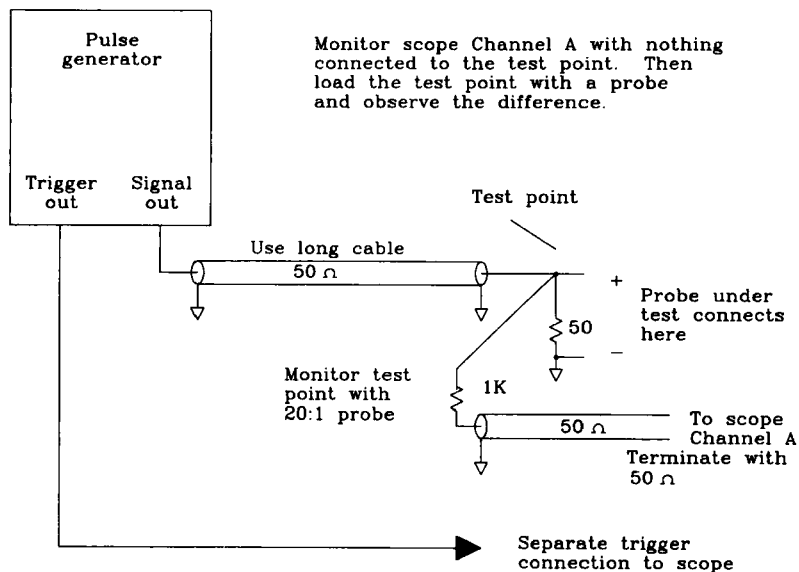 Pulse
generator
Trigger
out
Signal
out
Monitor scope Channel A with nothing
connected to the test point. Then
load the test point with a probe
and observe the difference.
Test point
Use long cable
50 Ω
+
Probe under
test connects
here
50
−
Monitor test
point with
20:1 probe
1K
50 Ω
To scope
Channel A
Terminate with
50 Ω
Separate trigger
connection to scope